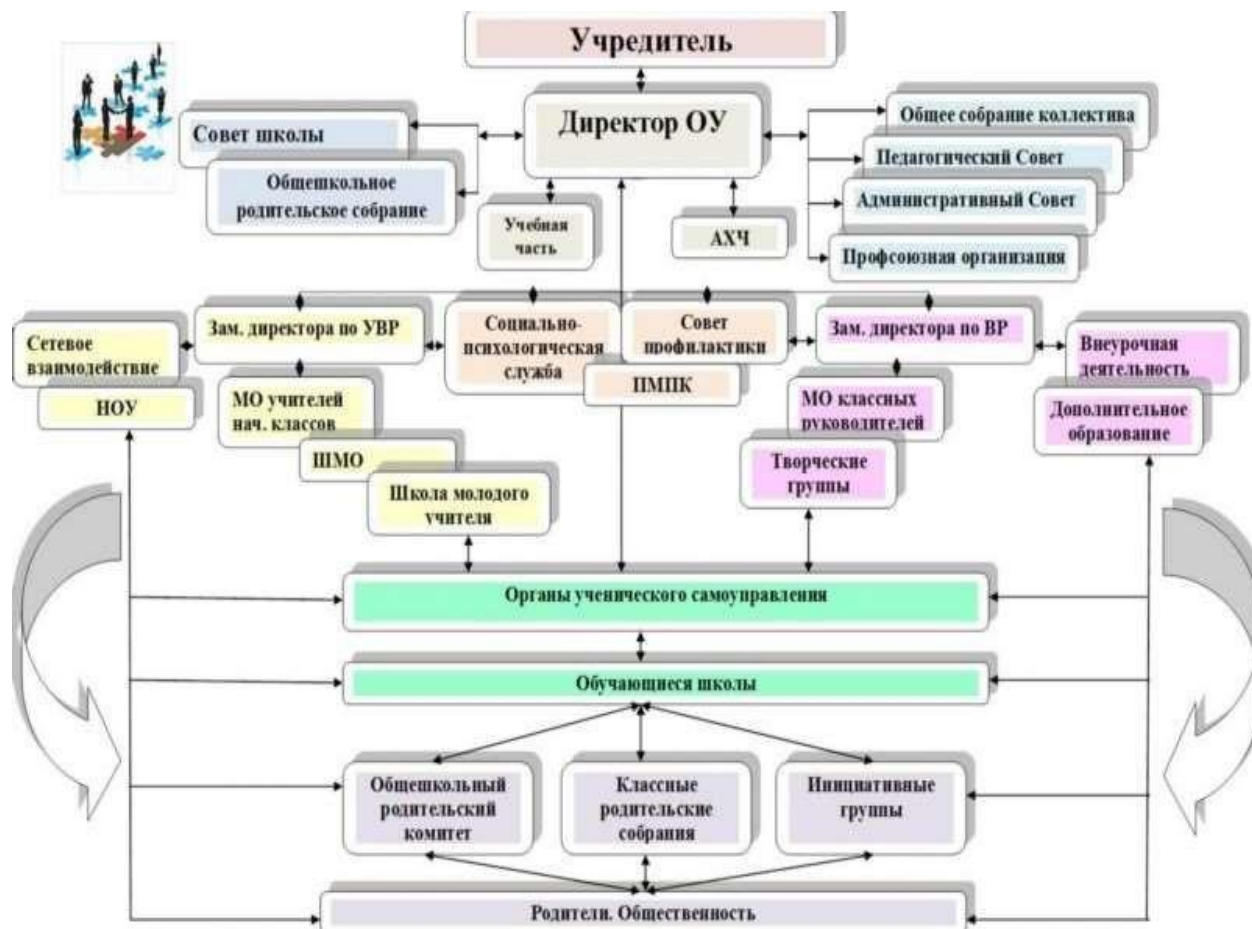 Учредитель
Директор ОУ
Совет школы
Общешкольное
родительское собрание
Общее собрание коллектива
Педагогический Совет
Административный Совет
Профсоюзная организация
Учебная
часть
АХЧ
Сетевое
взаимодействие
НОУ
Зам. директора по УВР
Социально-
психологическая
служба
Совет
профилактики
ПМПК
Зам. директора по ВР
Внеурочная
деятельность
Дополнительное
образование
МО учителей
нач. классов
ШМО
Школа молодого
учителя
МО классных
руководителей
Творческие
группы
Органы ученического самоуправления
Обучающиеся школы
Общешкольный
родительский
комитет
Классные
родительские
собрания
Инициативные
группы
Родители. Общественность